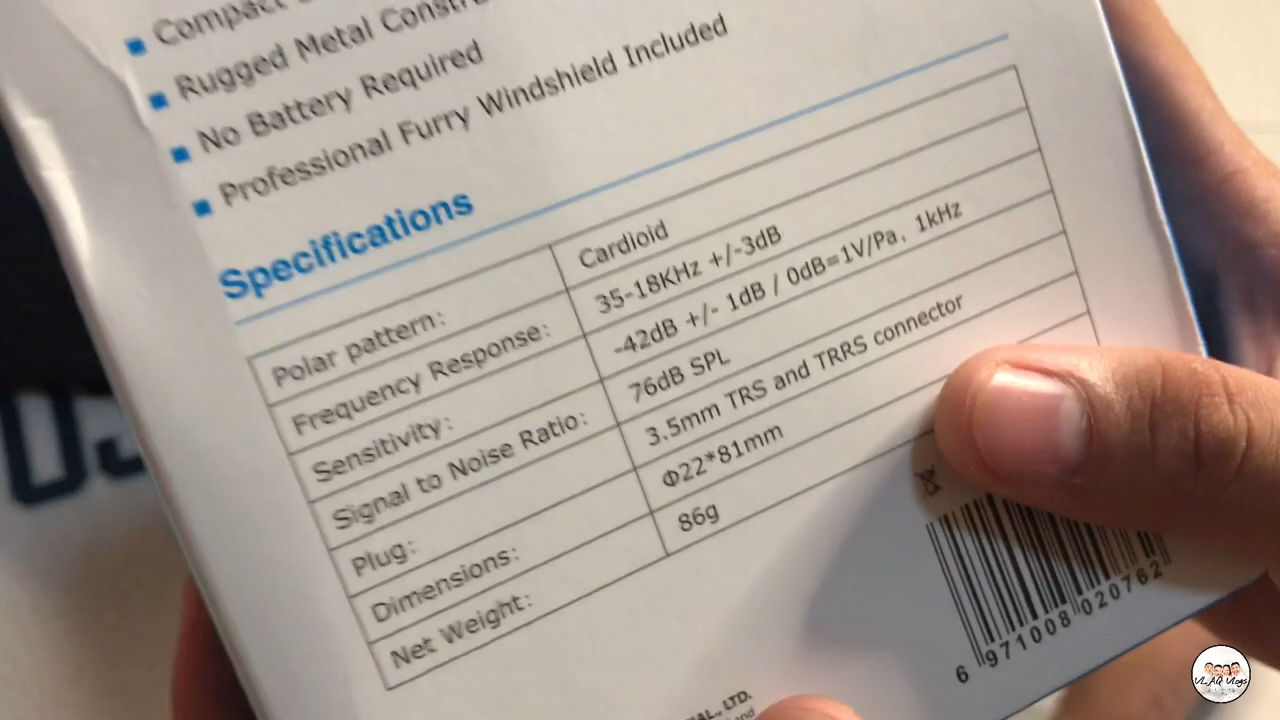 Compact
Rugged Metal
No Battery Required
Professional Furry Windshield Included
Specifications
Polar pattern: Cardioid
Frequency Response: 35-18KHz +/-3dB
Sensitivity: -42dB +/- 1dB / 0dB=1V/Pa, 1kHz
Signal to Noise Ratio: 76dB SPL
Plug: 3.5mm TRS and TRRS connector
Dimensions: Φ22*81mm
Net Weight: 86g
6 971008 020762
LTD.
VLAQ Vlogs